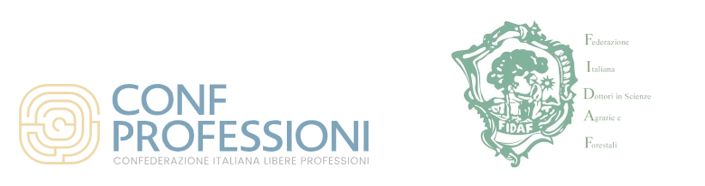 CONF
PROFESSIONI
CONFEDERAZIONE ITALIANA LIBERE PROFESSIONI
FIDAF
Federazione
Italiana
Dottori in Scienze
Agrarie e
Forestali